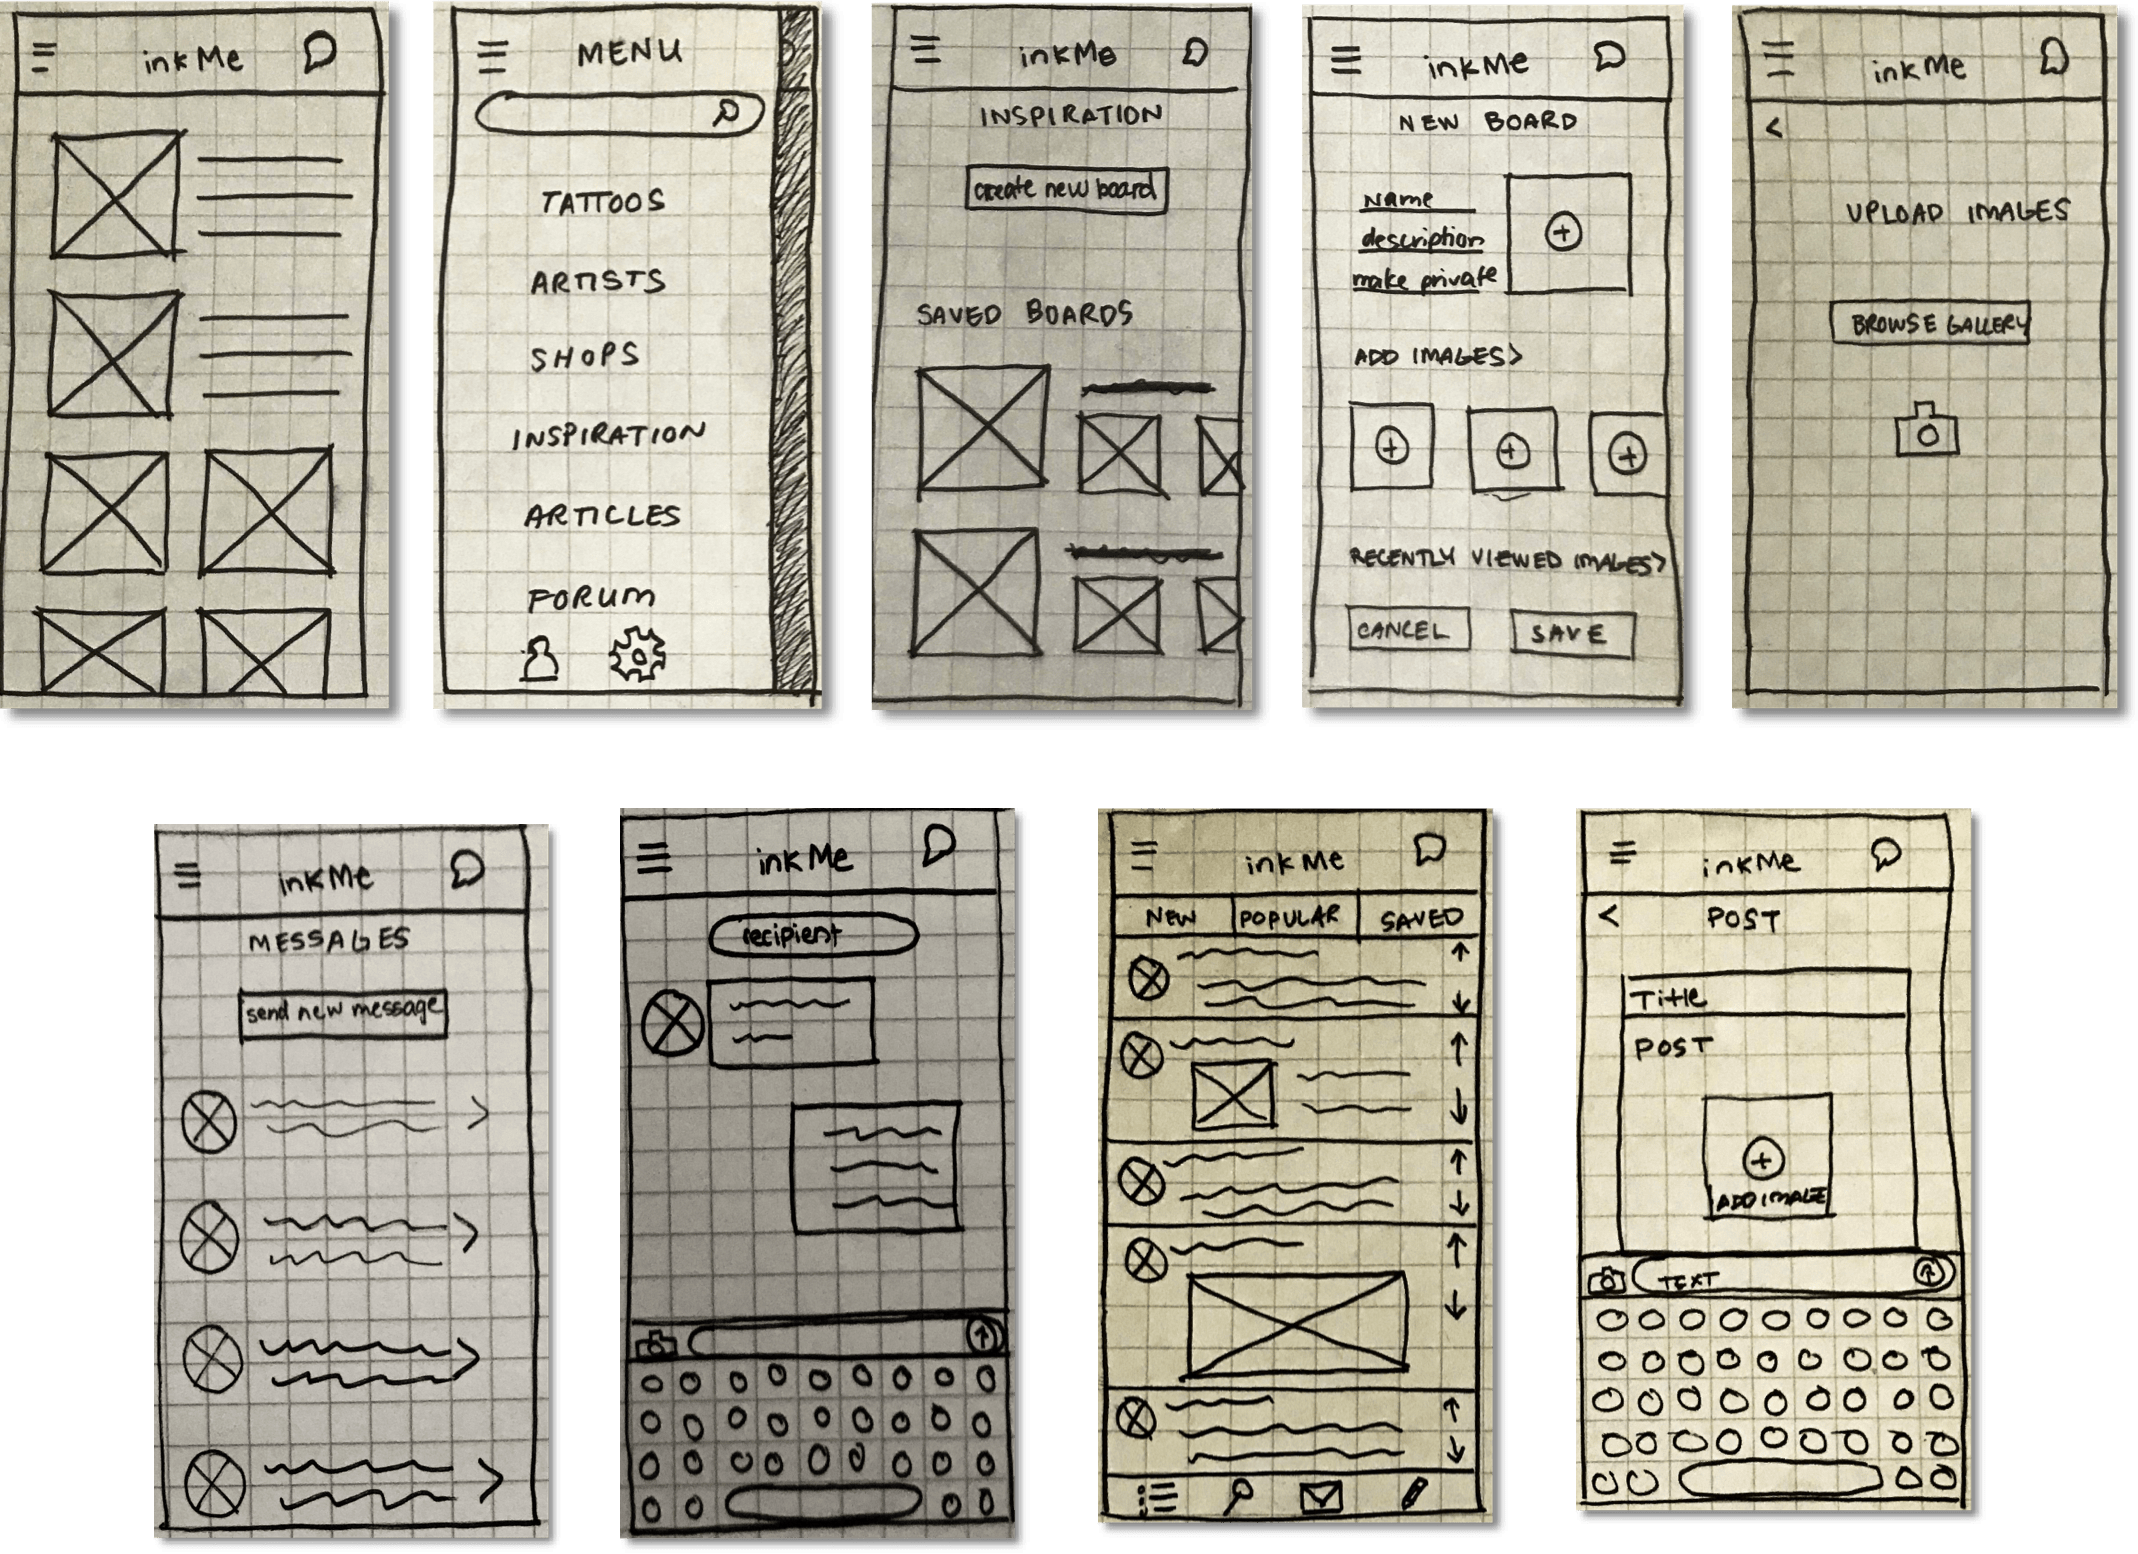 inkMe
MENU
TATTOOS
ARTISTS
SHOPS
INSPIRATION
ARTICLES
FORUM
inkMe
INSPIRATION
create new board
SAVED BOARDS
inkMe
NEW BOARD
Name
description
make private
ADD IMAGES>
RECENTLY VIEWED IMAGES>
CANCEL SAVE
inkMe
<
UPLOAD IMAGES
BROWSE GALLERY
inkMe
MESSAGES
send new message
inkMe
recipient
inkMe
NEW POPULAR SAVED
inkMe
< POST
Title
POST
ADD IMAGE
TEXT